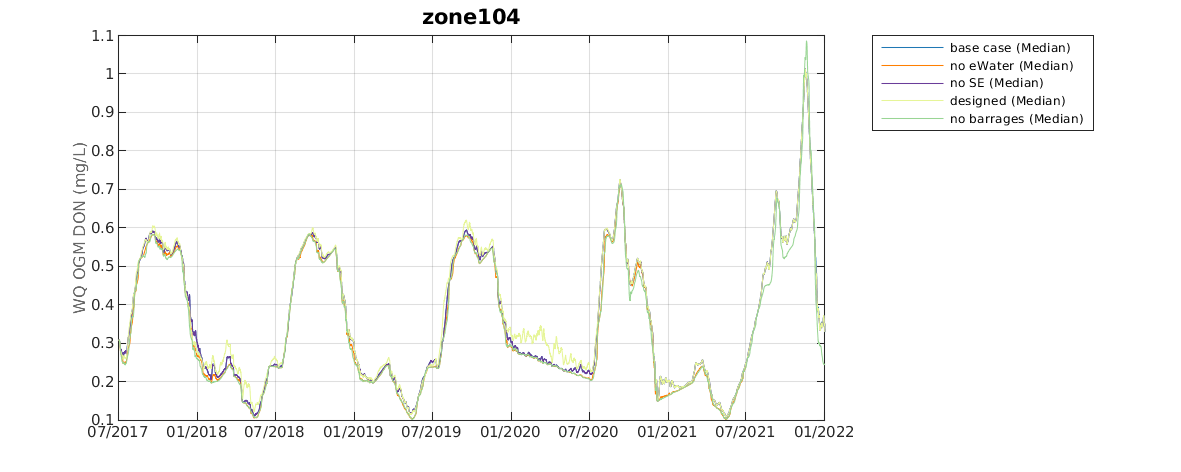 zone104
WQ OGM DON (mg/L)
1.1
1
0.9
0.8
0.7
0.6
0.5
0.4
0.3
0.2
0.1
07/2017 01/2018 07/2018 01/2019 07/2019 01/2020 07/2020 01/2021 07/2021 01/2022
base case (Median)
no eWater (Median)
no SE (Median)
designed (Median)
no barrages (Median)